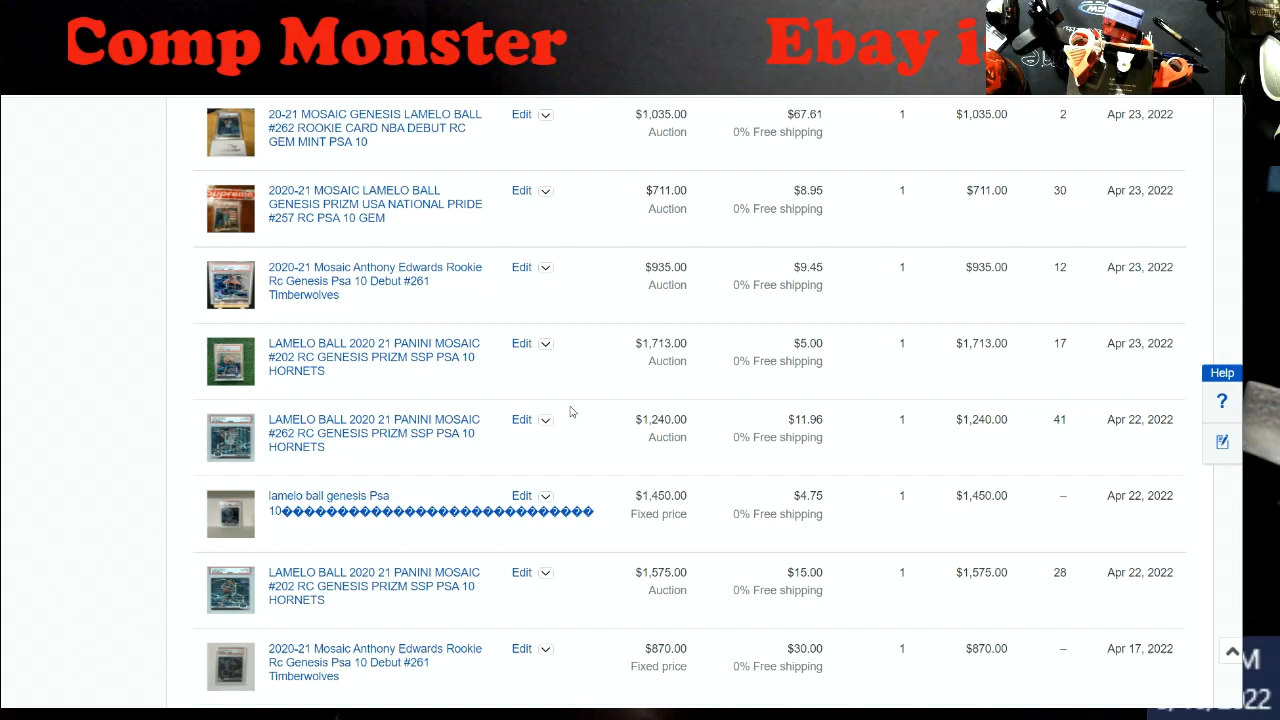 Comp Monster Ebay i
20-21 MOSAIC GENESIS LAMELO BALL
#262 ROOKIE CARD NBA DEBUT RC
GEM MINT PSA 10
Edit
$1,035.00
Auction
$67.61
0% Free shipping
1
$1,035.00
2
Apr 23, 2022
2020-21 MOSAIC LAMELO BALL
GENESIS PRIZM USA NATIONAL PRIDE
#257 RC PSA 10 GEM
Edit
$711.00
Auction
$8.95
0% Free shipping
1
$711.00
30
Apr 23, 2022
2020-21 Mosaic Anthony Edwards Rookie
Rc Genesis Psa 10 Debut #261
Timberwolves
Edit
$935.00
Auction
$9.45
0% Free shipping
1
$935.00
12
Apr 23, 2022
LAMELO BALL 2020 21 PANINI MOSAIC
#202 RC GENESIS PRIZM SSP PSA 10
HORNETS
Edit
$1,713.00
Auction
$5.00
0% Free shipping
1
$1,713.00
17
Apr 23, 2022
Help
?
LAMELO BALL 2020 21 PANINI MOSAIC
#262 RC GENESIS PRIZM SSP PSA 10
HORNETS
Edit
$1,240.00
Auction
$11.96
0% Free shipping
1
$1,240.00
41
Apr 22, 2022
lamelo ball genesis Psa
10����������������������������
Edit
$1,450.00
Fixed price
$4.75
0% Free shipping
1
$1,450.00
–
Apr 22, 2022
LAMELO BALL 2020 21 PANINI MOSAIC
#202 RC GENESIS PRIZM SSP PSA 10
HORNETS
Edit
$1,575.00
Auction
$15.00
0% Free shipping
1
$1,575.00
28
Apr 22, 2022
2020-21 Mosaic Anthony Edwards Rookie
Rc Genesis Psa 10 Debut #261
Timberwolves
Edit
$870.00
Fixed price
$30.00
0% Free shipping
1
$870.00
–
Apr 17, 2022